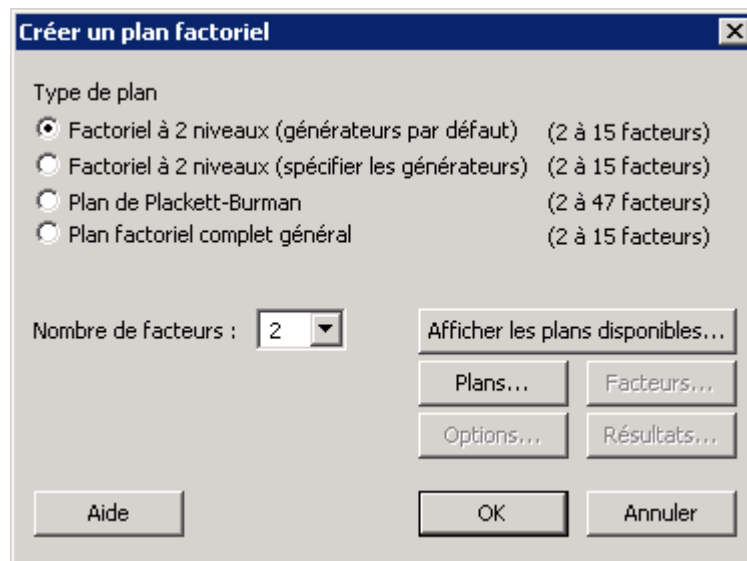 Créer un plan factoriel
Type de plan
Factoriel à 2 niveaux (générateurs par défaut) (2 à 15 facteurs)
Factoriel à 2 niveaux (spécifier les générateurs) (2 à 15 facteurs)
Plan de Plackett-Burman (2 à 47 facteurs)
Plan factoriel complet général (2 à 15 facteurs)
Nombre de facteurs : 2 Afficher les plans disponibles...
Plans... Facteurs...
Options... Résultats...
Aide OK Annuler